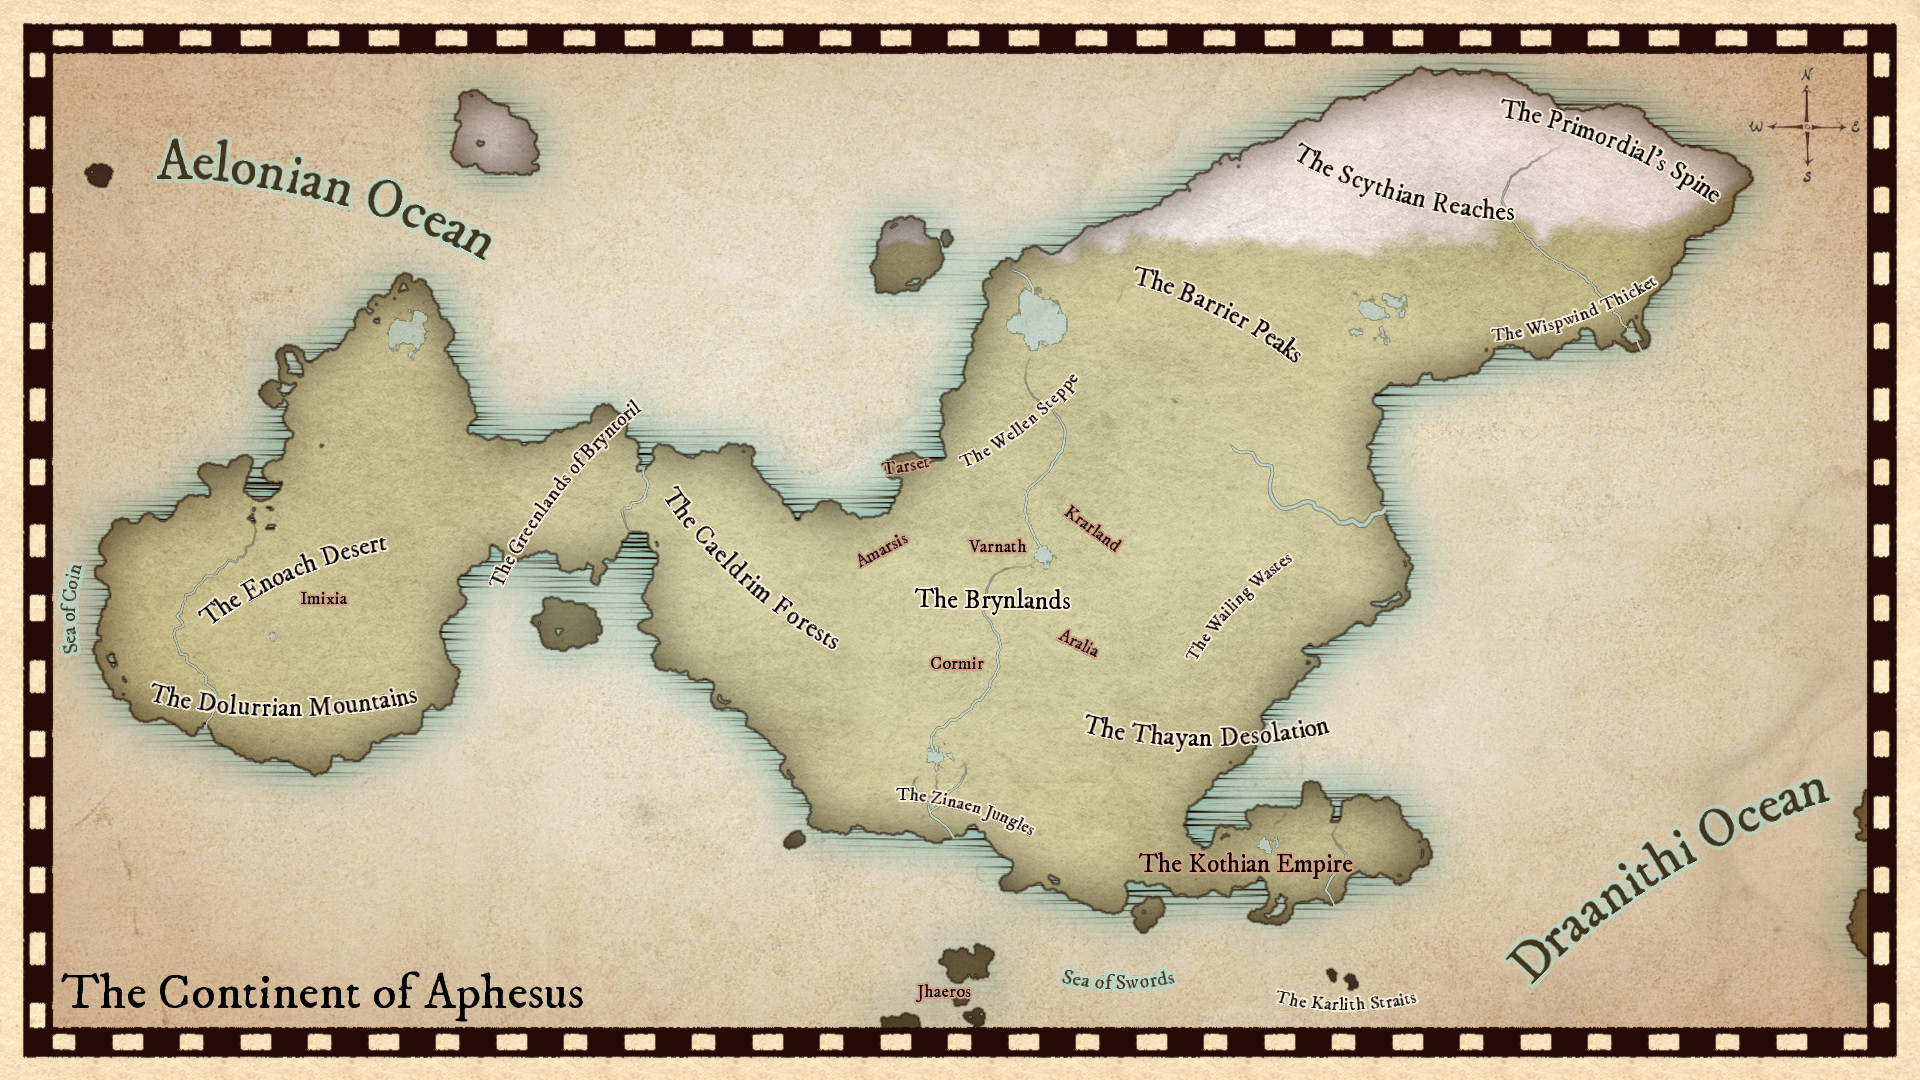 N
The Primordial's Spine
W
E
Aelonian Ocean
The Scythian Reaches
S
The Barrier Peaks
The Wispwind Thicket
The Wellen Steppe
The Greenlands of Bryntoril
Tarset
The Caeldrim Forests
Krarland
Amarsis
Varnath
The Enoach Desert
Sea of Coin
Imixia
The Brynlands
The Wailing Wastes
Aralia
Cormir
The Dolurrian Mountains
The Thayan Desolation
The Zinaen Jungles
The Kothian Empire
Draanithi Ocean
Sea of Swords
Jhaeros
The Karlith Straits
The Continent of Aphesus